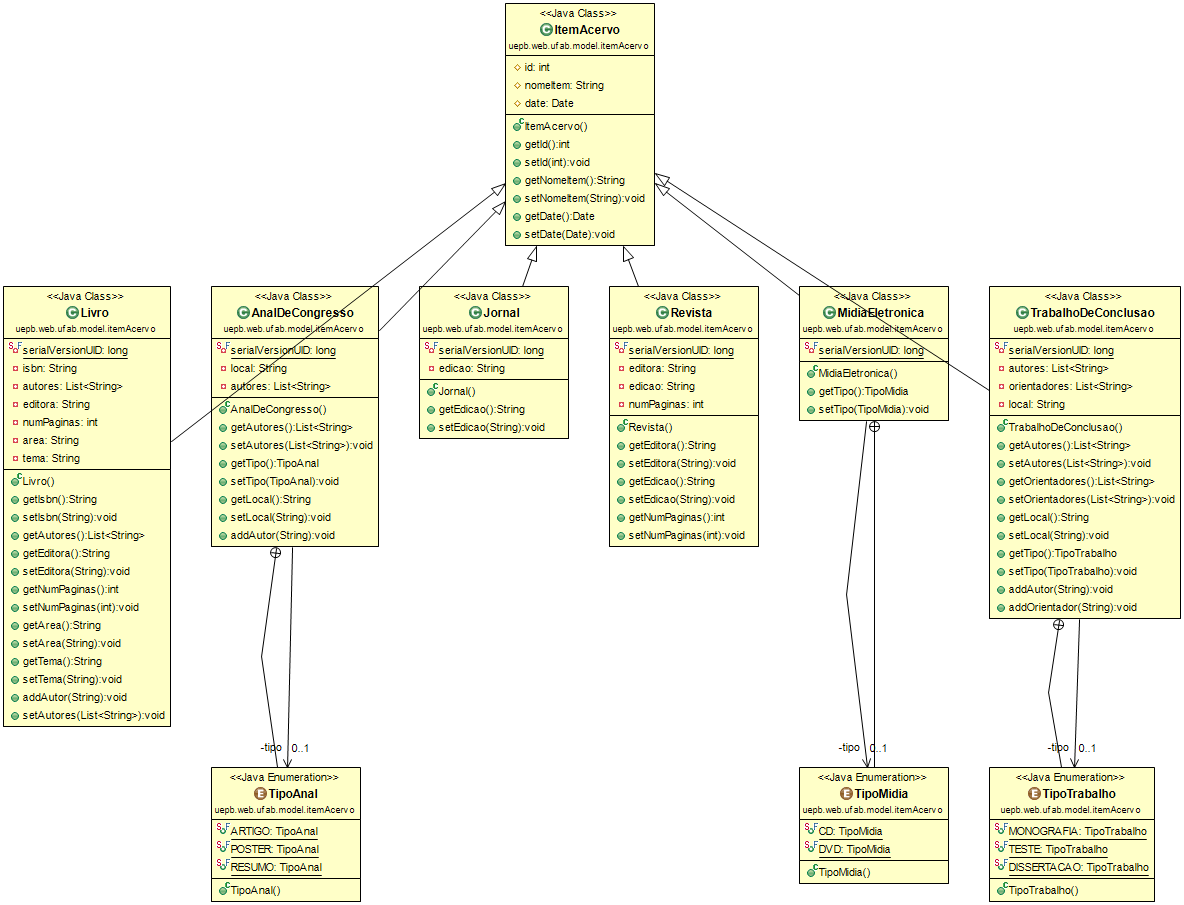 <<Java Class>>
ItemAcervo
uepb.web.ufab.model.itemAcervo
id: int
nomeItem: String
date: Date
ItemAcervo()
getId():int
setId(int):void
getNomeItem():String
setNomeItem(String):void
getDate():Date
setDate(Date):void
<<Java Class>>
Livro
uepb.web.ufab.model.itemAcervo
serialVersionUID: long
isbn: String
autores: List<String>
editora: String
numPaginas: int
area: String
tema: String
Livro()
getIsbn():String
setIsbn(String):void
getAutores():List<String>
getEditora():String
setEditora(String):void
getNumPaginas():int
setNumPaginas(int):void
getArea():String
setArea(String):void
getTema():String
setTema(String):void
addAutor(String):void
setAutores(List<String>):void
<<Java Class>>
AnalDeCongresso
uepb.web.ufab.model.itemAcervo
serialVersionUID: long
local: String
autores: List<String>
AnalDeCongresso()
getAutores():List<String>
setAutores(List<String>):void
getTipo():TipoAnal
setTipo(TipoAnal):void
getLocal():String
setLocal(String):void
addAutor(String):void
<<Java Class>>
Jornal
uepb.web.ufab.model.itemAcervo
serialVersionUID: long
edicao: String
Jornal()
getEdicao():String
setEdicao(String):void
<<Java Class>>
Revista
uepb.web.ufab.model.itemAcervo
serialVersionUID: long
editora: String
edicao: String
numPaginas: int
Revista()
getEditora():String
setEditora(String):void
getEdicao():String
setEdicao(String):void
getNumPaginas():int
setNumPaginas(int):void
<<Java Class>>
MidiaEletronica
uepb.web.ufab.model.itemAcervo
serialVersionUID: long
MidiaEletronica()
getTipo():TipoMidia
setTipo(TipoMidia):void
<<Java Class>>
TrabalhoDeConclusao
uepb.web.ufab.model.itemAcervo
serialVersionUID: long
autores: List<String>
orientadores: List<String>
local: String
TrabalhoDeConclusao()
getAutores():List<String>
setAutores(List<String>):void
getOrientadores():List<String>
setOrientadores(List<String>):void
getLocal():String
setLocal(String):void
getTipo():TipoTrabalho
setTipo(TipoTrabalho):void
addAutor(String):void
addOrientador(String):void
-tipo 0..1
-tipo 0..1
-tipo 0..1
<<Java Enumeration>>
TipoAnal
uepb.web.ufab.model.itemAcervo
ARTIGO: TipoAnal
POSTER: TipoAnal
RESUMO: TipoAnal
TipoAnal()
<<Java Enumeration>>
TipoMidia
uepb.web.ufab.model.itemAcervo
CD: TipoMidia
DVD: TipoMidia
TipoMidia()
<<Java Enumeration>>
TipoTrabalho
uepb.web.ufab.model.itemAcervo
MONOGRAFIA: TipoTrabalho
TESTE: TipoTrabalho
DISSERTACAO: TipoTrabalho
TipoTrabalho()